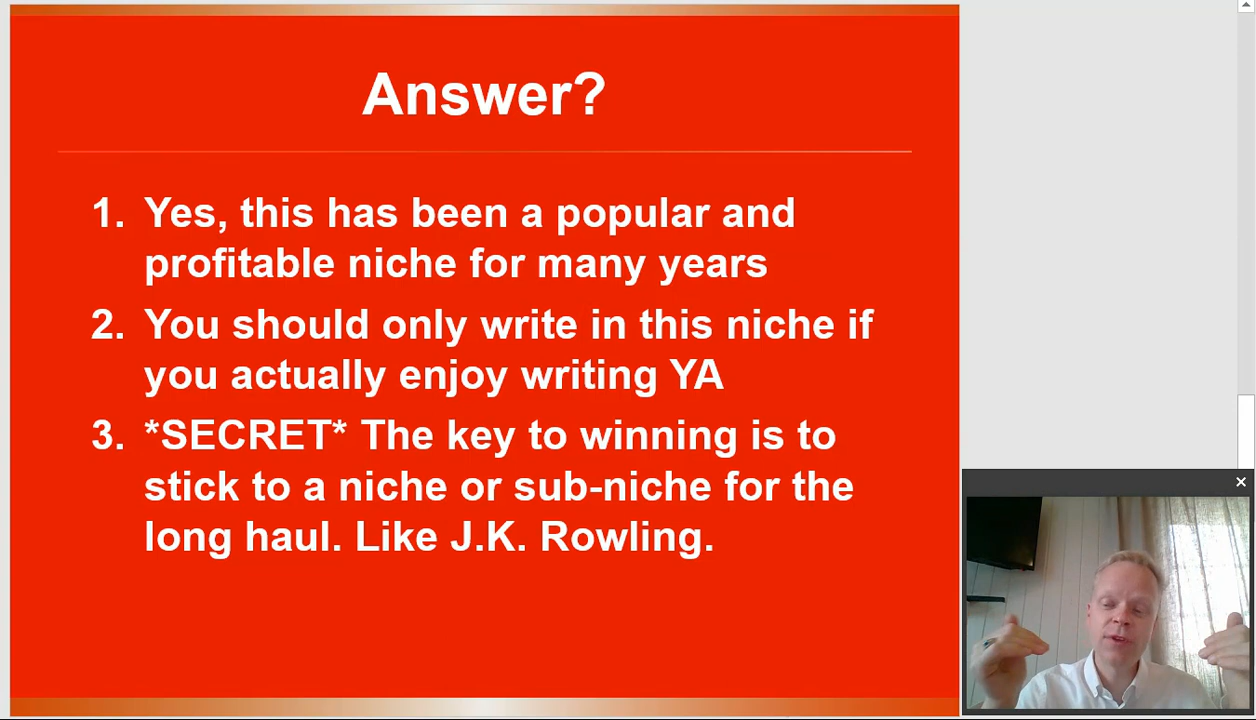 Answer?
1. Yes, this has been a popular and
profitable niche for many years
2. You should only write in this niche if
you actually enjoy writing YA
3. *SECRET* The key to winning is to
stick to a niche or sub-niche for the
long haul. Like J.K. Rowling.